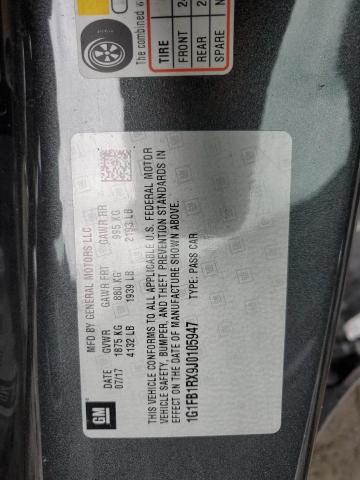 The combined
TIRE
FRONT
REAR
SPARE
GM
MFD BY GENERAL MOTORS LLC
DATE GVWR GAWR FRT GAWR RR
07/17 1875 KG 880 KG 995 KG
4132 LB 1939 LB 2193 LB
THIS VEHICLE CONFORMS TO ALL APPLICABLE U.S. FEDERAL MOTOR
VEHICLE SAFETY, BUMPER, AND THEFT PREVENTION STANDARDS IN
EFFECT ON THE DATE OF MANUFACTURE SHOWN ABOVE.
1G1FB1RX9J0105947 TYPE: PASS CAR